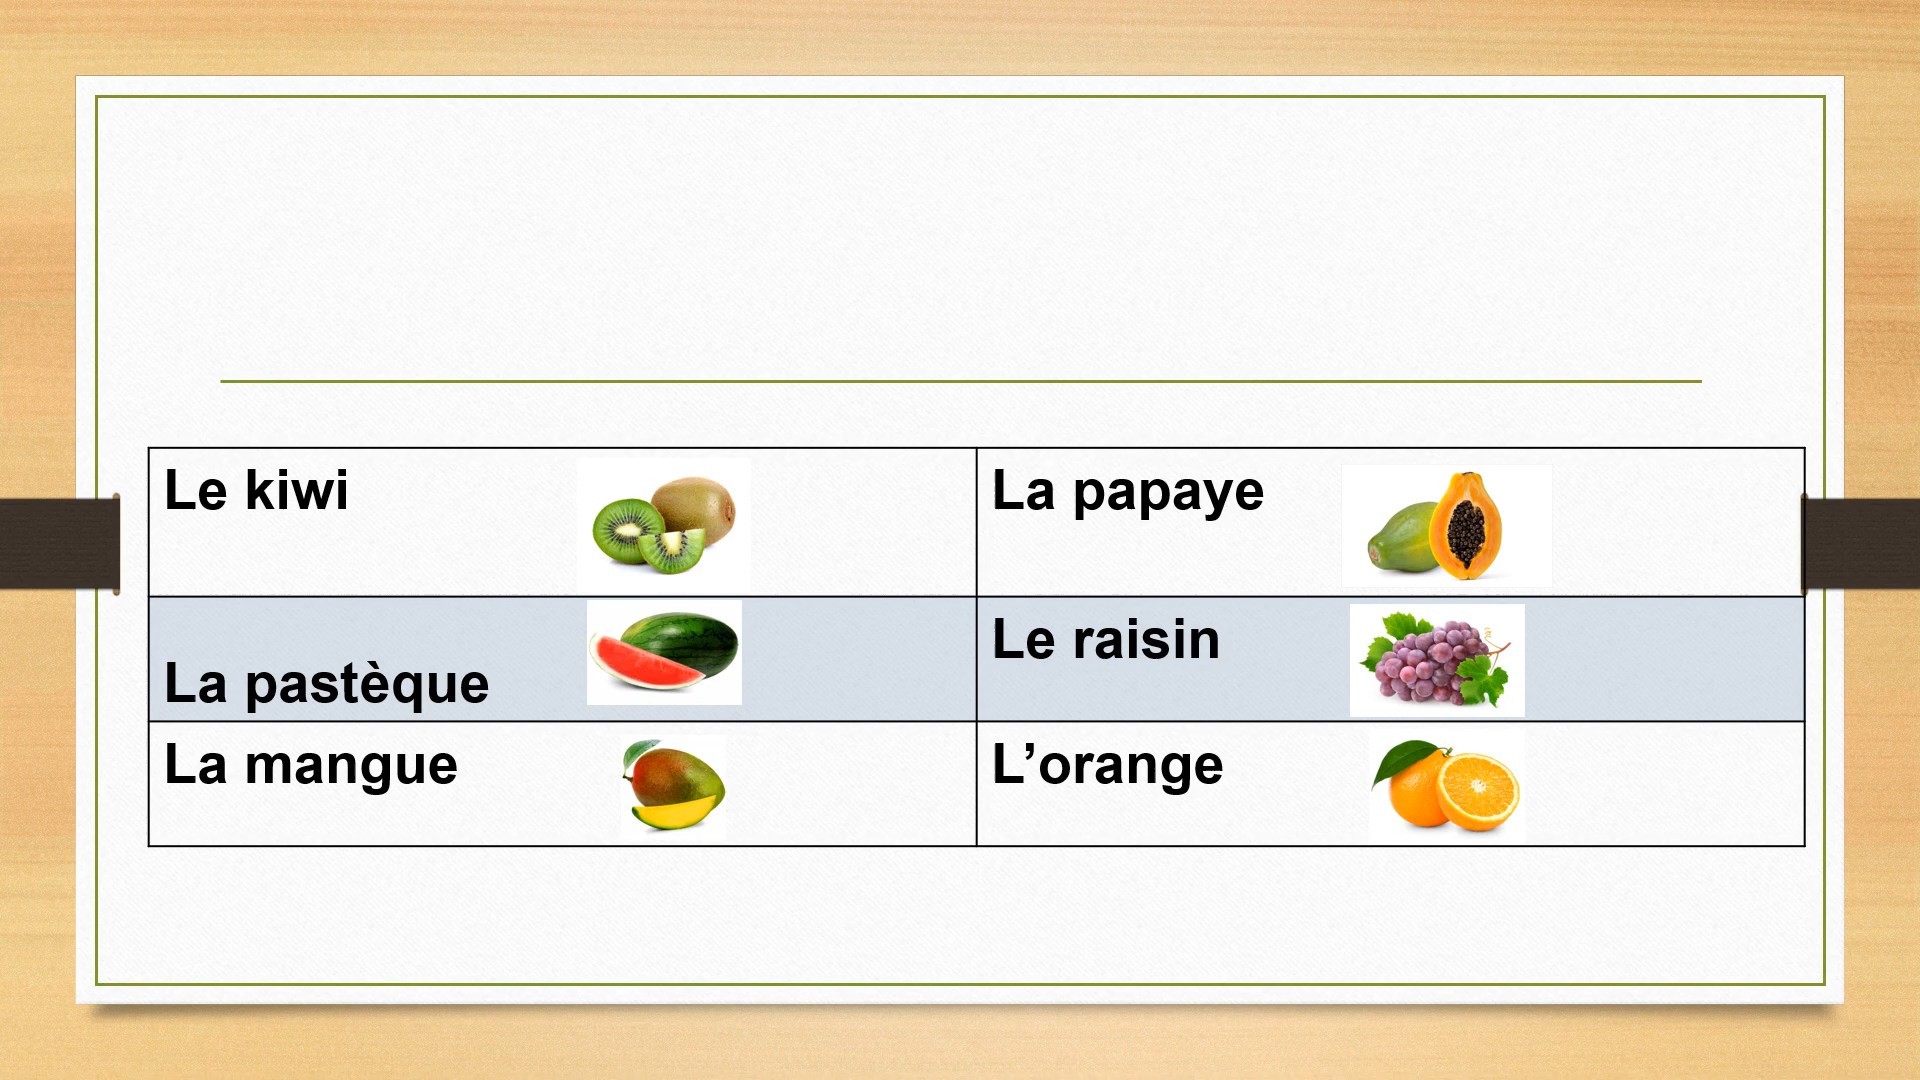 Le kiwi
La papaye
La pastèque
Le raisin
La mangue
L’orange